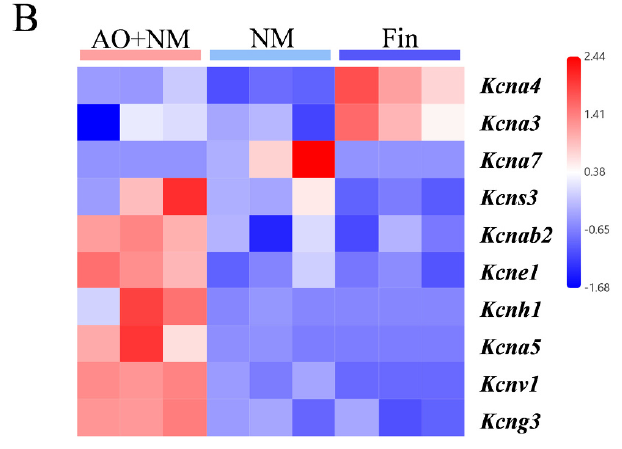 B
AO+NM NM Fin
Kcna4
Kcna3
Kcna7
Kcns3
Kcnab2
Kcne1
Kcnh1
Kcna5
Kcnv1
Kcng3
2.44
1.41
0.38
-0.65
-1.68